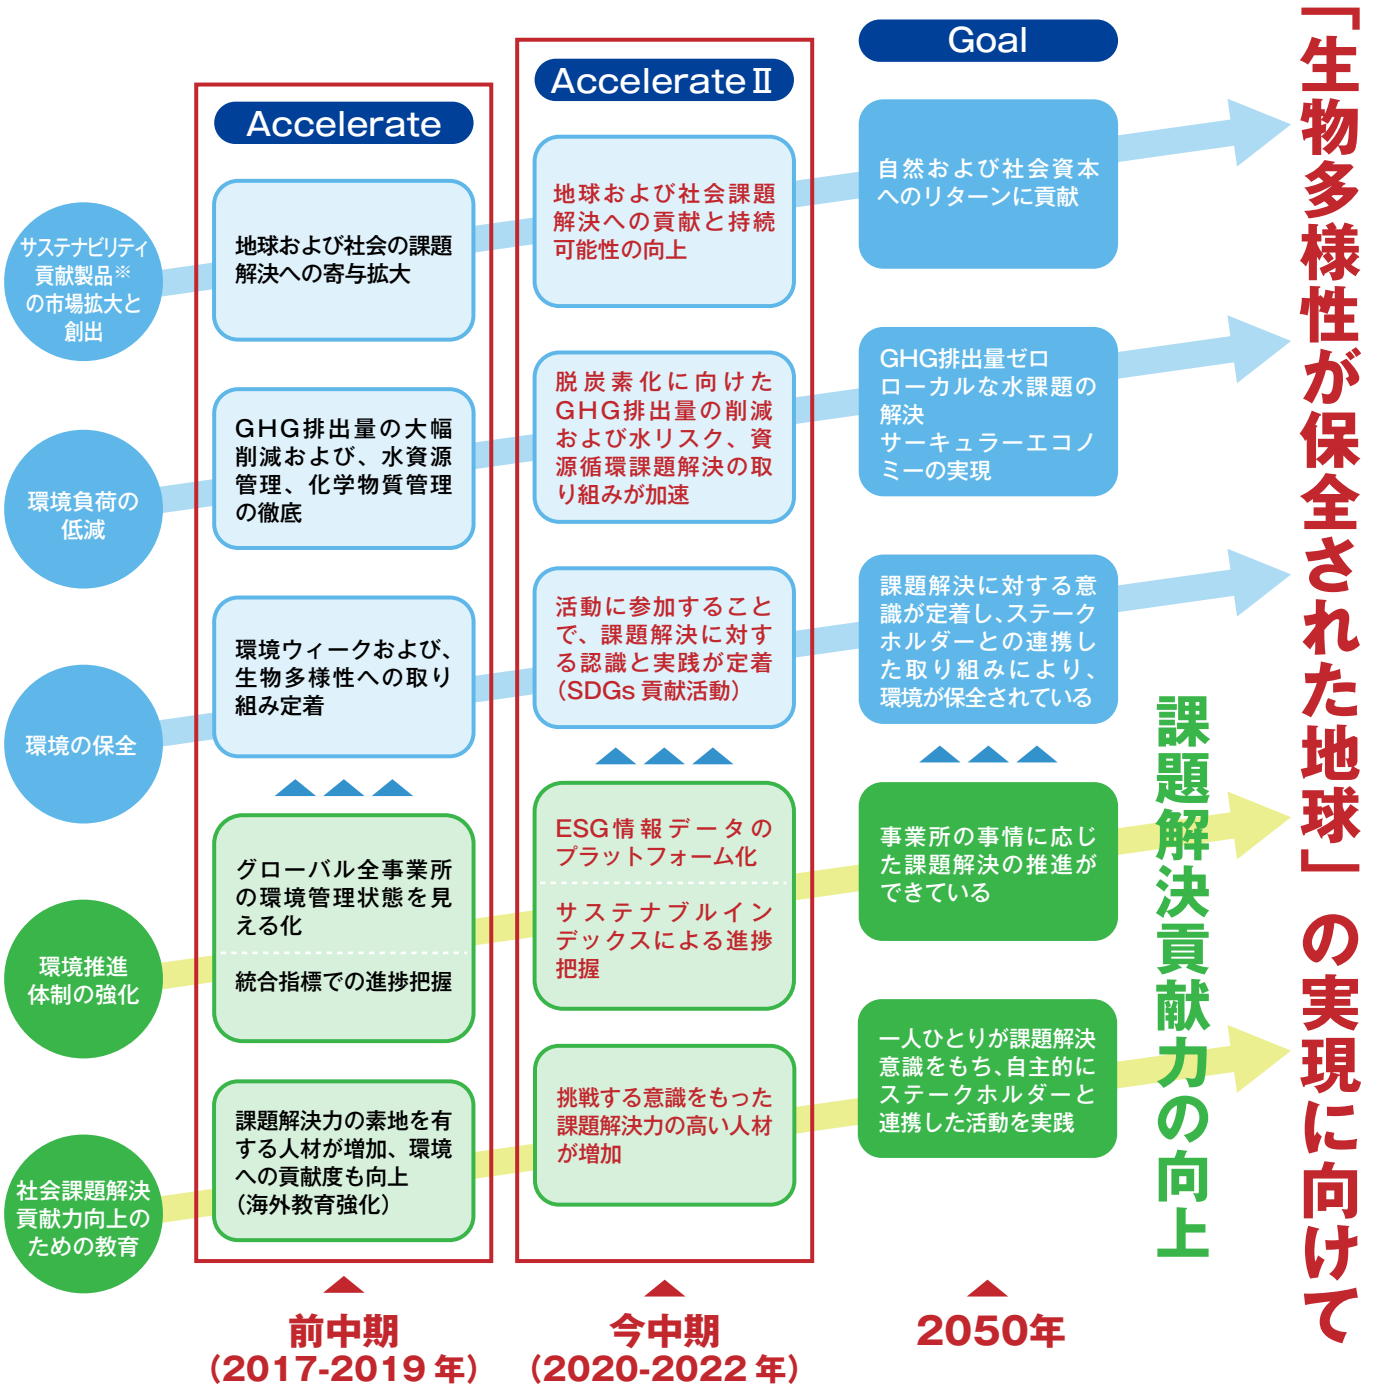 Accelerate
Accelerate Ⅱ
Goal
サステナビリティ
貢献製品※
の市場拡大と
創出
地球および社会の課題
解決への寄与拡大
地球および社会課題
解決への貢献と持続
可能性の向上
自然および社会資本
へのリターンに貢献
環境負荷の
低減
GHG排出量の大幅
削減および、水資源
管理、化学物質管理
の徹底
脱炭素化に向けた
GHG排出量の削減
および水リスク、資
源循環課題解決の取
り組みが加速
GHG排出量ゼロ
ローカルな水課題の
解決
サーキュラーエコノ
ミーの実現
環境の保全
環境ウィークおよび、
生物多様性への取り
組み定着
活動に参加すること
で、課題解決に対す
る認識と実践が定着
（SDGs 貢献活動）
課題解決に対する意
識が定着し、ステーク
ホルダーとの連携し
た取り組みにより、
環境が保全されている
環境推進
体制の強化
グローバル全事業所
の環境管理状態を見
える化
統合指標での進捗把握
ESG情報データの
プラットフォーム化
サステナブルイン
デックスによる進捗
把握
事業所の事情に応じ
た課題解決の推進が
できている
社会課題解決
貢献力向上の
ための教育
課題解決力の素地を有
する人材が増加、環境
への貢献度も向上
（海外教育強化）
挑戦する意識をもった
課題解決力の高い人材
が増加
一人ひとりが課題解決
意識をもち、自主的に
ステークホルダーと
連携した活動を実践
前中期
（2017-2019 年）
今中期
（2020-2022 年）
2050年
課題解決貢献力の向上
「生物多様性が保全された地球」の実現に向けて